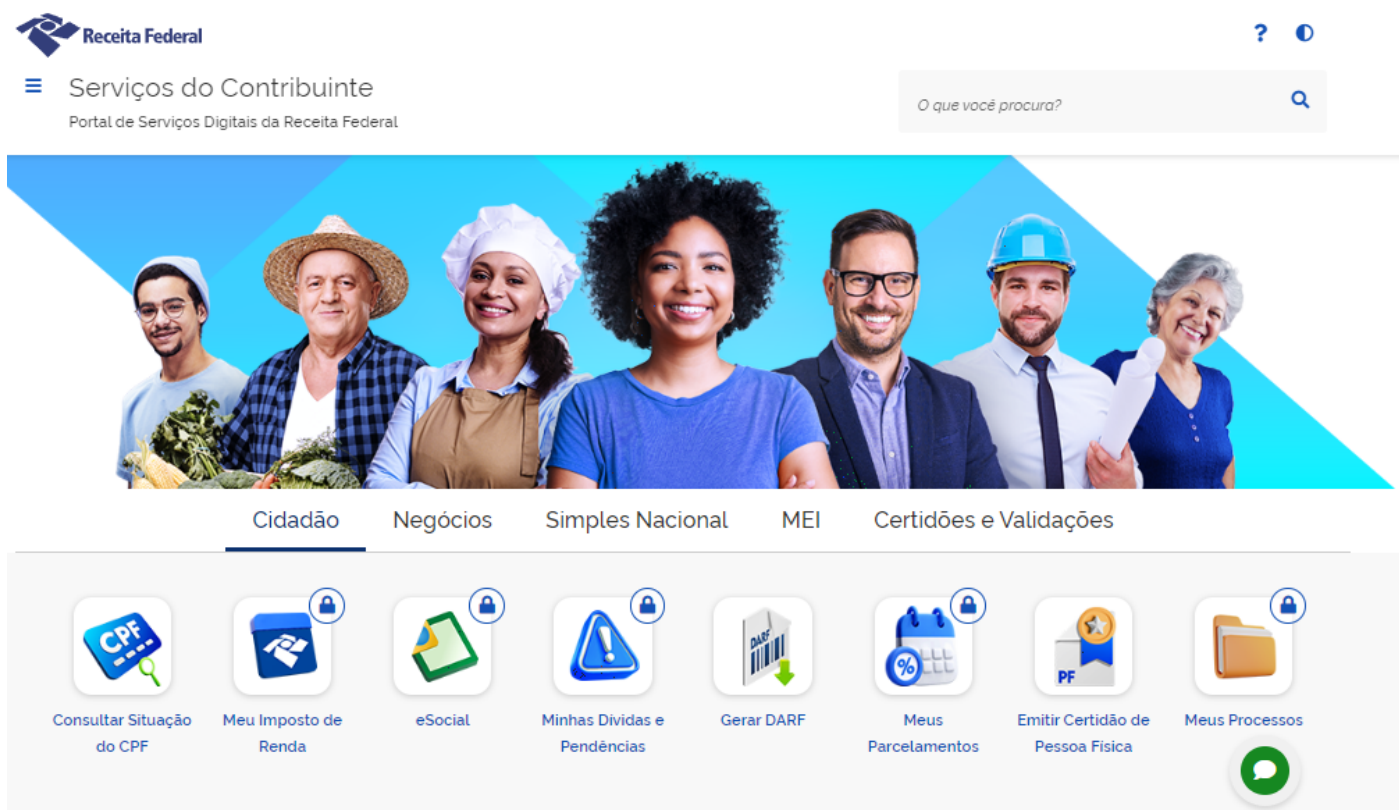 Receita Federal
?
Serviços do Contribuinte
Portal de Serviços Digitais da Receita Federal
O que você procura?
Cidadão
Negócios
Simples Nacional
MEI
Certidões e Validações
CPF
DARF
%
PF
Consultar Situação
do CPF
Meu Imposto de
Renda
eSocial
Minhas Dívidas e
Pendências
Gerar DARF
Meus
Parcelamentos
Emitir Certidão de
Pessoa Física
Meus Processos